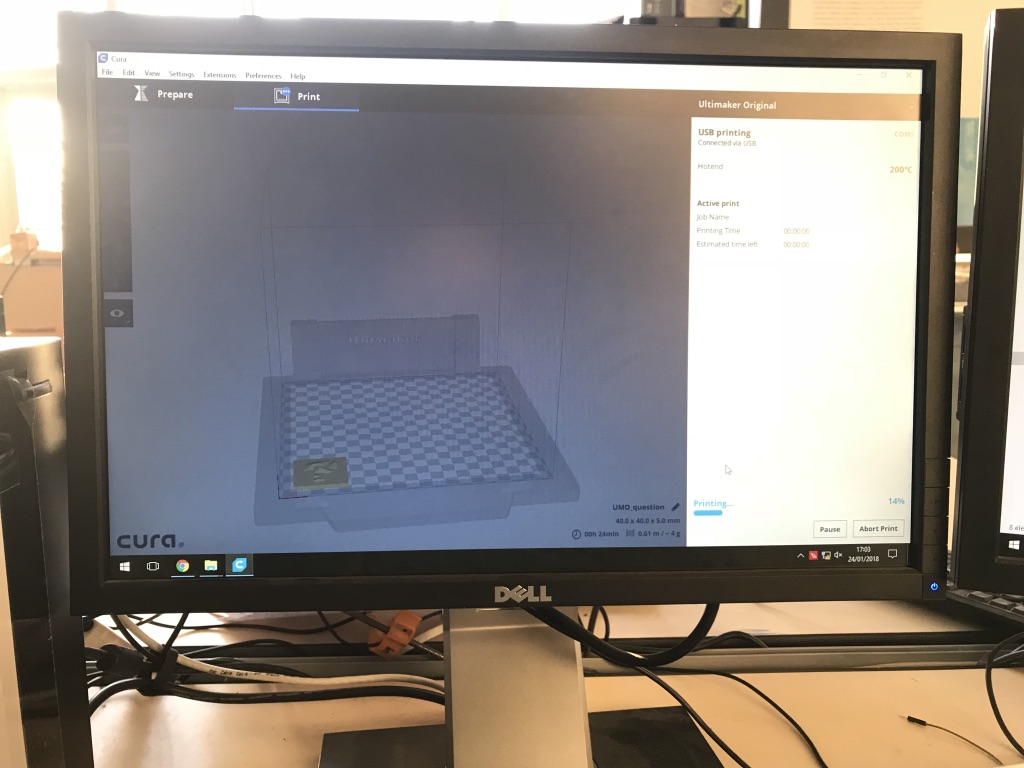 Cura
File Edit View Settings Extensions Preferences Help
Prepare
Print
Ultimaker Original
USB printing
COM3
Connected via USB
Hotend
200°C
Active print
Job Name
Printing Time 00:00:00
Estimated time left 00:00:00
UMO_question
40.0 x 40.0 x 5.0 mm
00h 24min 0.61 m / ~ 4 g
Printing...
14%
Pause
Abort Print
cura.
17:03
24/01/2018
DELL